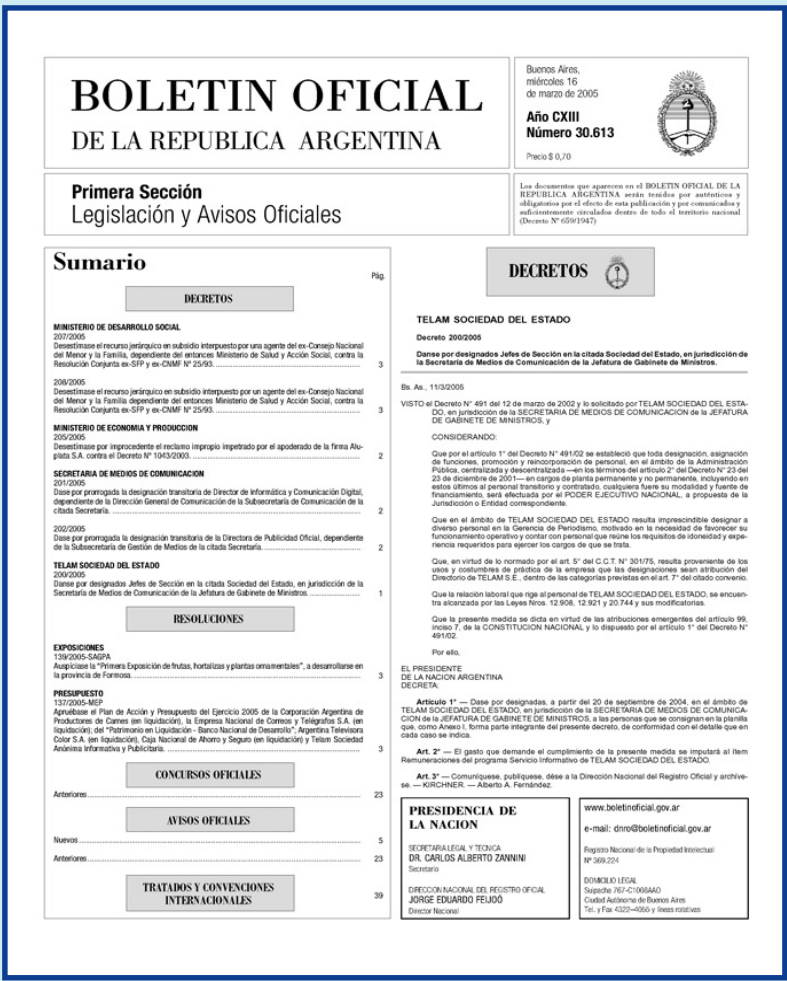 BOLETIN OFICIAL
DE LA REPUBLICA ARGENTINA
Buenos Aires,
miércoles 16
de marzo de 2005
Año CXIII
Número 30.613
Precio $ 0,70
Primera Sección
Legislación y Avisos Oficiales
Los documentos que aparecen en el BOLETIN OFICIAL DE LA
REPUBLICA ARGENTINA serán tenidos por auténticos y
obligatorios por el efecto de esta publicación y por comunicados y
suficientemente circulados dentro de todo el territorio nacional
(Decreto Nº 659/1947)
Sumario
Pág.
DECRETOS
MINISTERIO DE DESARROLLO SOCIAL
207/2005
Desestímase el recurso jerárquico en subsidio interpuesto por una agente del ex-Consejo Nacional
del Menor y la Familia, dependiente del entonces Ministerio de Salud y Acción Social, contra la
Resolución Conjunta ex-SFP y ex-CNMF Nº 25/93. ... 3
208/2005
Desestímase el recurso jerárquico en subsidio interpuesto por un agente del ex-Consejo Nacional
del Menor y la Familia dependiente del entonces Ministerio de Salud y Acción Social, contra la
Resolución Conjunta ex-SFP y ex-CNMF Nº 25/93. ... 3
MINISTERIO DE ECONOMIA Y PRODUCCION
205/2005
Desestímase por improcedente el reclamo impropio impetrado por el apoderado de la firma Alu-
plata S.A. contra el Decreto Nº 1043/2003. ... 2
SECRETARIA DE MEDIOS DE COMUNICACION
201/2005
Dase por prorrogada la designación transitoria de Director de Informática y Comunicación Digital,
dependiente de la Dirección General de Comunicación de la Subsecretaría de Comunicación de la
citada Secretaría. ... 2
202/2005
Dase por prorrogada la designación transitoria de la Directora de Publicidad Oficial, dependiente
de la Subsecretaría de Gestión de Medios de la citada Secretaría. ... 2
TELAM SOCIEDAD DEL ESTADO
200/2005
Danse por designados Jefes de Sección en la citada Sociedad del Estado, en jurisdicción de la
Secretaría de Medios de Comunicación de la Jefatura de Gabinete de Ministros. ... 1
RESOLUCIONES
EXPOSICIONES
139/2005-SAGPA
Auspíciase la "Primera Exposición de frutas, hortalizas y plantas ornamentales", a desarrollarse en
la provincia de Formosa. ... 3
PRESUPUESTO
137/2005-MEP
Apruébase el Plan de Acción y Presupuesto del Ejercicio 2005 de la Corporación Argentina de
Productores de Carnes (en liquidación), la Empresa Nacional de Correos y Telégrafos S.A. (en
liquidación); del "Patrimonio en Liquidación - Banco Nacional de Desarrollo"; Argentina Televisora
Color S.A. (en liquidación), Caja Nacional de Ahorro y Seguro (en liquidación) y Telam Sociedad
Anónima Informativa y Publicitaria. ... 3
CONCURSOS OFICIALES
Anteriores ... 23
AVISOS OFICIALES
Nuevos ... 5
Anteriores ... 23
TRATADOS Y CONVENCIONES
INTERNACIONALES
39
DECRETOS
TELAM SOCIEDAD DEL ESTADO
Decreto 200/2005
Danse por designados Jefes de Sección en la citada Sociedad del Estado, en jurisdicción de
la Secretaría de Medios de Comunicación de la Jefatura de Gabinete de Ministros.
Bs. As., 11/3/2005
VISTO el Decreto N° 491 del 12 de marzo de 2002 y lo solicitado por TELAM SOCIEDAD DEL ESTA-
DO, en jurisdicción de la SECRETARIA DE MEDIOS DE COMUNICACION de la JEFATURA
DE GABINETE DE MINISTROS, y
CONSIDERANDO:
Que por el artículo 1° del Decreto N° 491/02 se estableció que toda designación, asignación
de funciones, promoción y reincorporación de personal, en el ámbito de la Administración
Pública, centralizada y descentralizada —en los términos del artículo 2° del Decreto N° 23 del
23 de diciembre de 2001— en cargos de planta permanente y no permanente, incluyendo en
estos últimos al personal transitorio y contratado, cualquiera fuere su modalidad y fuente de
financiamiento, será efectuada por el PODER EJECUTIVO NACIONAL, a propuesta de la
Jurisdicción o Entidad correspondiente.
Que en el ámbito de TELAM SOCIEDAD DEL ESTADO resulta imprescindible designar a
diverso personal en la Gerencia de Periodismo, motivado en la necesidad de favorecer su
funcionamiento operativo y contar con personal que reúne los requisitos de idoneidad y expe-
riencia requeridos para ejercer los cargos de que se trata.
Que, en virtud de lo normado por el art. 5° del C.C.T. N° 301/75, resulta proveniente de los
usos y costumbres de práctica de la empresa que las designaciones sean atribución del
Directorio de TELAM S.E., dentro de las categorías previstas en el art. 7° del citado convenio.
Que la relación laboral que rige al personal de TELAM SOCIEDAD DEL ESTADO, se encuen-
tra alcanzada por las Leyes Nros. 12.908, 12.921 y 20.744 y sus modificatorias.
Que la presente medida se dicta en virtud de las atribuciones emergentes del artículo 99,
inciso 7, de la CONSTITUCION NACIONAL y lo dispuesto por el artículo 1° del Decreto N°
491/02.
Por ello,
EL PRESIDENTE
DE LA NACION ARGENTINA
DECRETA:
Artículo 1° — Dase por designadas, a partir del 20 de septiembre de 2004, en el ámbito de
TELAM SOCIEDAD DEL ESTADO, en jurisdicción de la SECRETARIA DE MEDIOS DE COMUNICA-
CION de la JEFATURA DE GABINETE DE MINISTROS, a las personas que se consignan en la planilla
que, como Anexo I, forma parte integrante del presente decreto, de conformidad con el detalle que en
cada caso se indica.
Art. 2° — El gasto que demande el cumplimiento de la presente medida se imputará al ítem
Remuneraciones del programa Servicio Informativo de TELAM SOCIEDAD DEL ESTADO.
Art. 3° — Comuníquese, publíquese, dése a la Dirección Nacional del Registro Oficial y archíve-
se. — KIRCHNER. — Alberto A. Fernández.
PRESIDENCIA DE
LA NACION
SECRETARIA LEGAL Y TECNICA
DR. CARLOS ALBERTO ZANNINI
Secretario
DIRECCION NACIONAL DEL REGISTRO OFICIAL
JORGE EDUARDO FEIJOÓ
Director Nacional
www.boletinoficial.gov.ar
e-mail: dnro@boletinoficial.gov.ar
Registro Nacional de la Propiedad Intelectual
Nº 369.224
DOMICILIO LEGAL
Suipacha 767-C1008AAO
Ciudad Autónoma de Buenos Aires
Tel. y Fax 4322-4055 y líneas rotativas